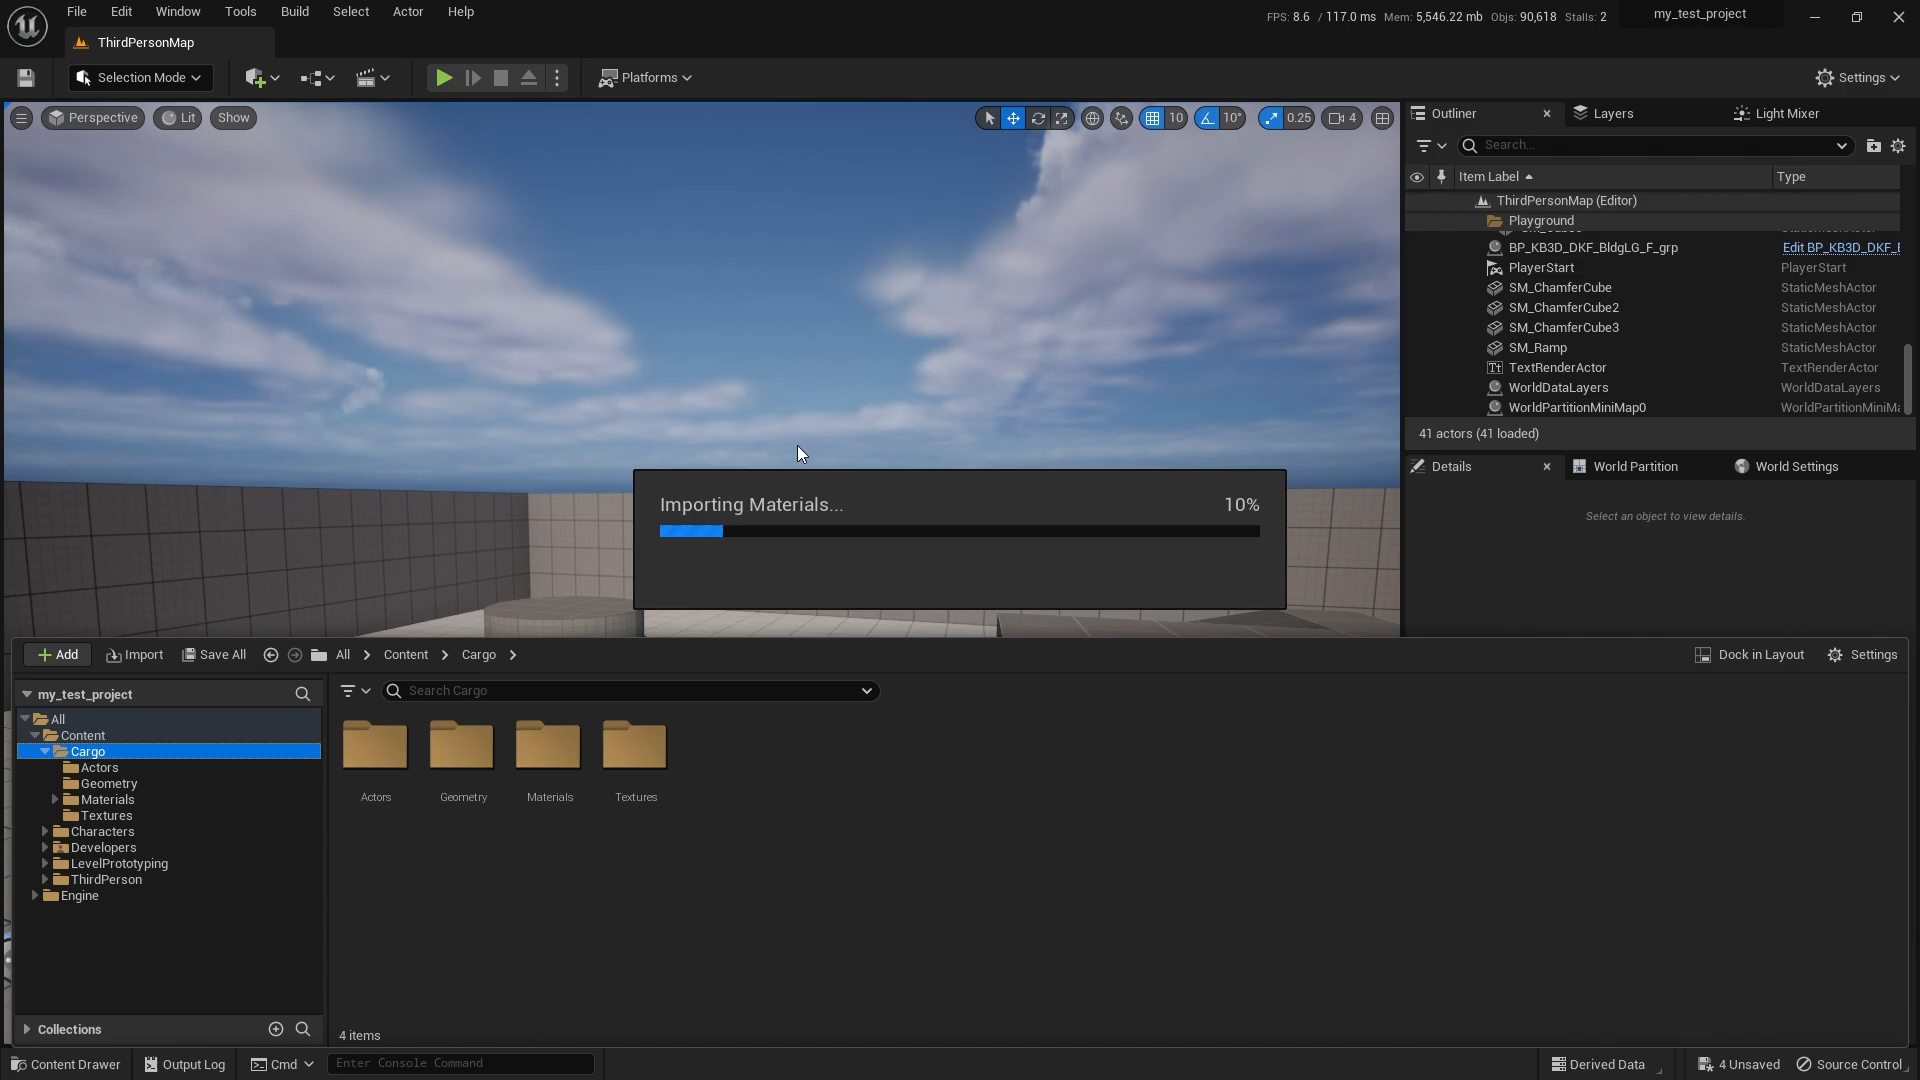 File Edit Window Tools Build Select Actor Help
FPS: 8.6 / 117.0 ms Mem: 5,546.22 mb Objs: 90,618 Stalls: 2
my_test_project
ThirdPersonMap
Selection Mode
Platforms
Settings
Perspective Lit Show
10 10° 0.25 4
Outliner Layers Light Mixer
Search...
Item Label Type
ThirdPersonMap (Editor)
Playground
BP_KB3D_DKF_BldgLG_F_grp Edit BP_KB3D_DKF_
PlayerStart PlayerStart
SM_ChamferCube StaticMeshActor
SM_ChamferCube2 StaticMeshActor
SM_ChamferCube3 StaticMeshActor
SM_Ramp StaticMeshActor
TextRenderActor TextRenderActor
WorldDataLayers WorldDataLayers
WorldPartitionMiniMap0 WorldPartitionMiniMa
41 actors (41 loaded)
Details World Partition World Settings
Select an object to view details.
Importing Materials... 10%
Add Import Save All All Content Cargo
Dock in Layout Settings
my_test_project
Search Cargo
All
Content
Cargo
Actors
Geometry
Materials
Textures
Characters
Developers
LevelPrototyping
ThirdPerson
Engine
Actors Geometry Materials Textures
Collections
4 items
Content Drawer Output Log Cmd Enter Console Command
Derived Data 4 Unsaved Source Control